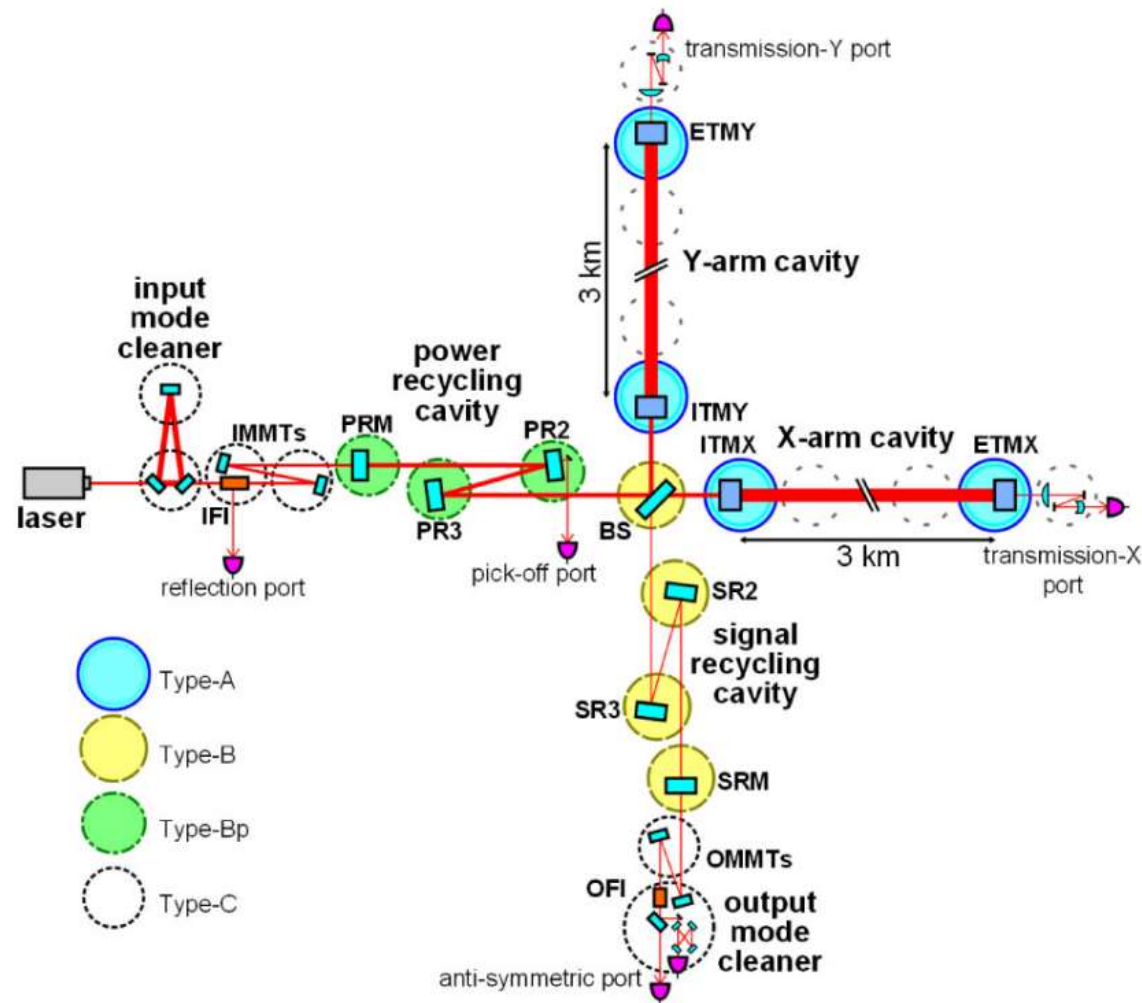 transmission-Y port
ETMY
3 km
Y-arm cavity
input
mode
cleaner
power
recycling
cavity
ITMY
ITMX
X-arm cavity
ETMX
IMMTs
PRM
PR2
laser
IFI
PR3
BS
reflection port
pick-off port
3 km
transmission-X
port
SR2
signal
recycling
cavity
SR3
SRM
Type-A
Type-B
Type-Bp
Type-C
OMMTs
OFI
output
mode
cleaner
anti-symmetric port